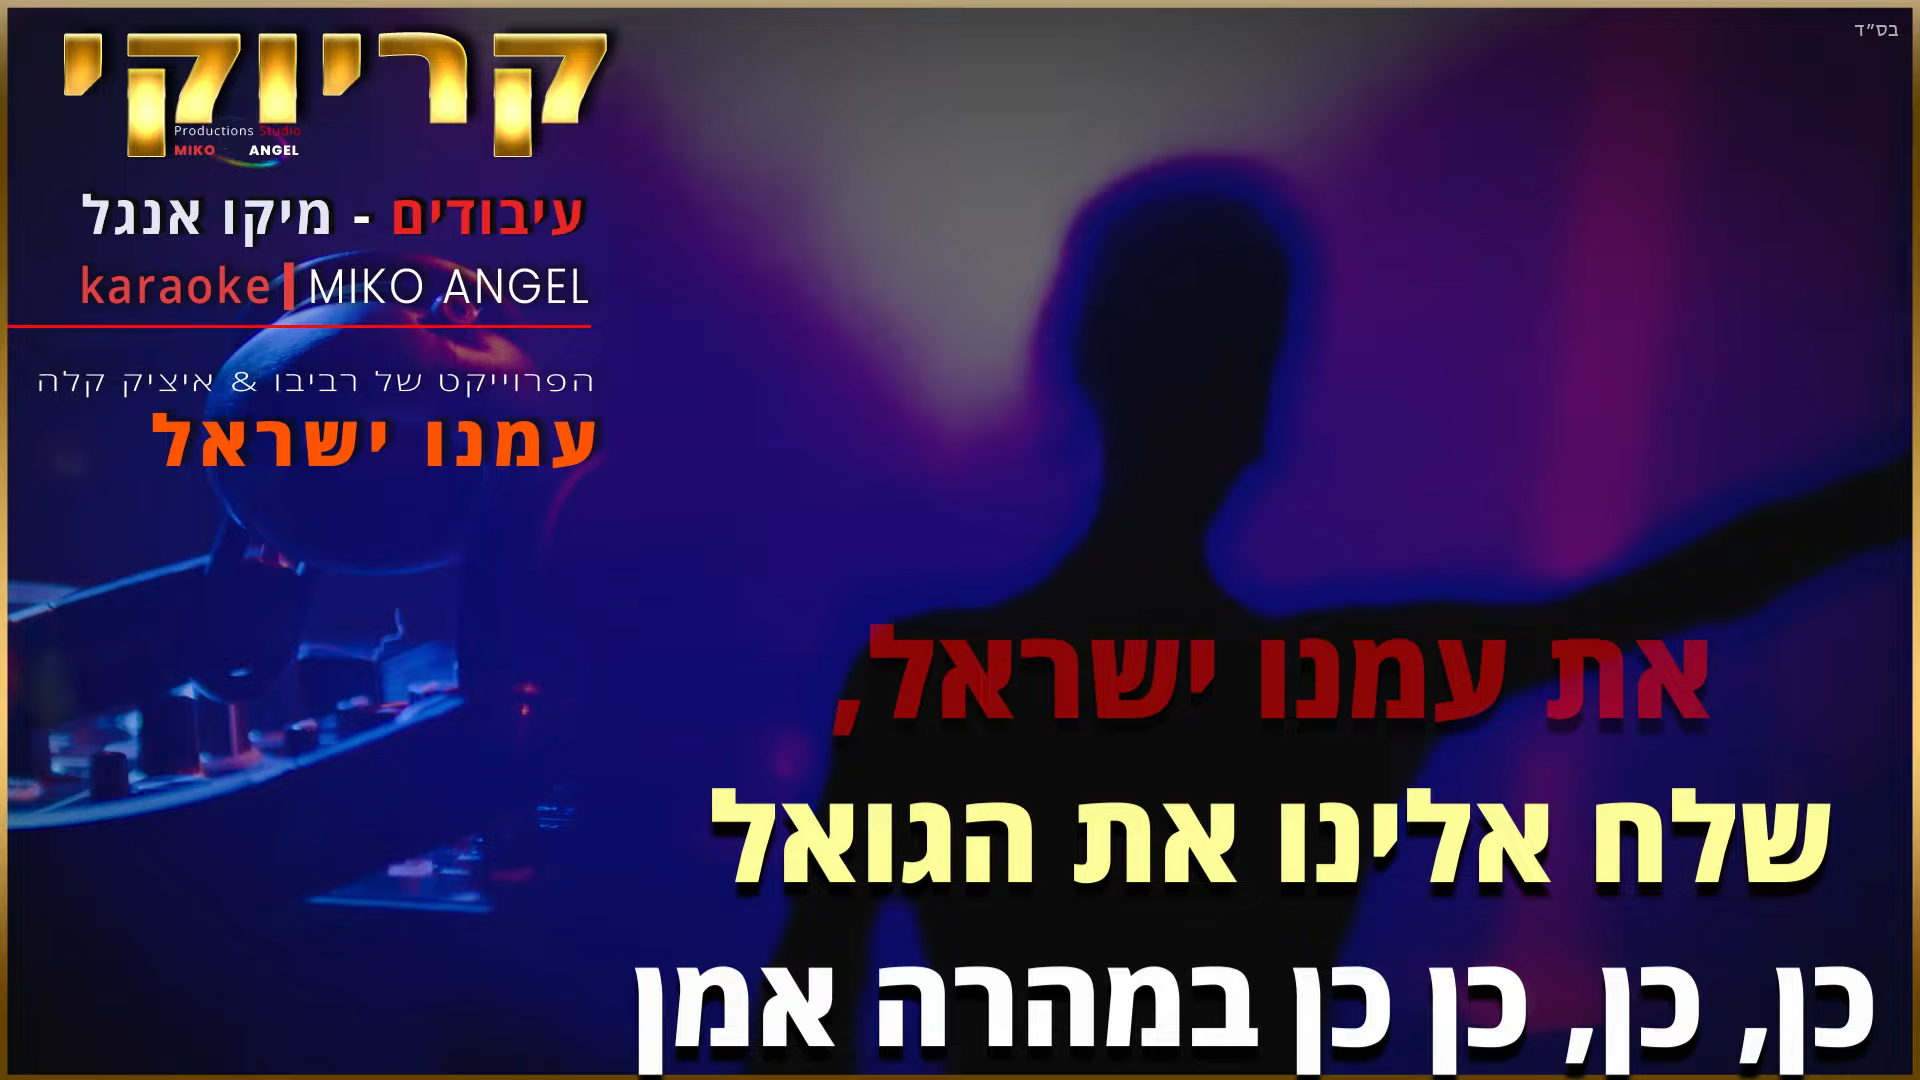 בס״ד
קריוקי
Productions Studio
MIKO ANGEL
עיבודים - מיקו אנגל
karaoke | MIKO ANGEL
הפרוייקט של רביבו & איציק קלה
עמנו ישראל
את עמנו ישראל,
שלח אלינו את הגואל
כן, כן, כן כן במהרה אמן